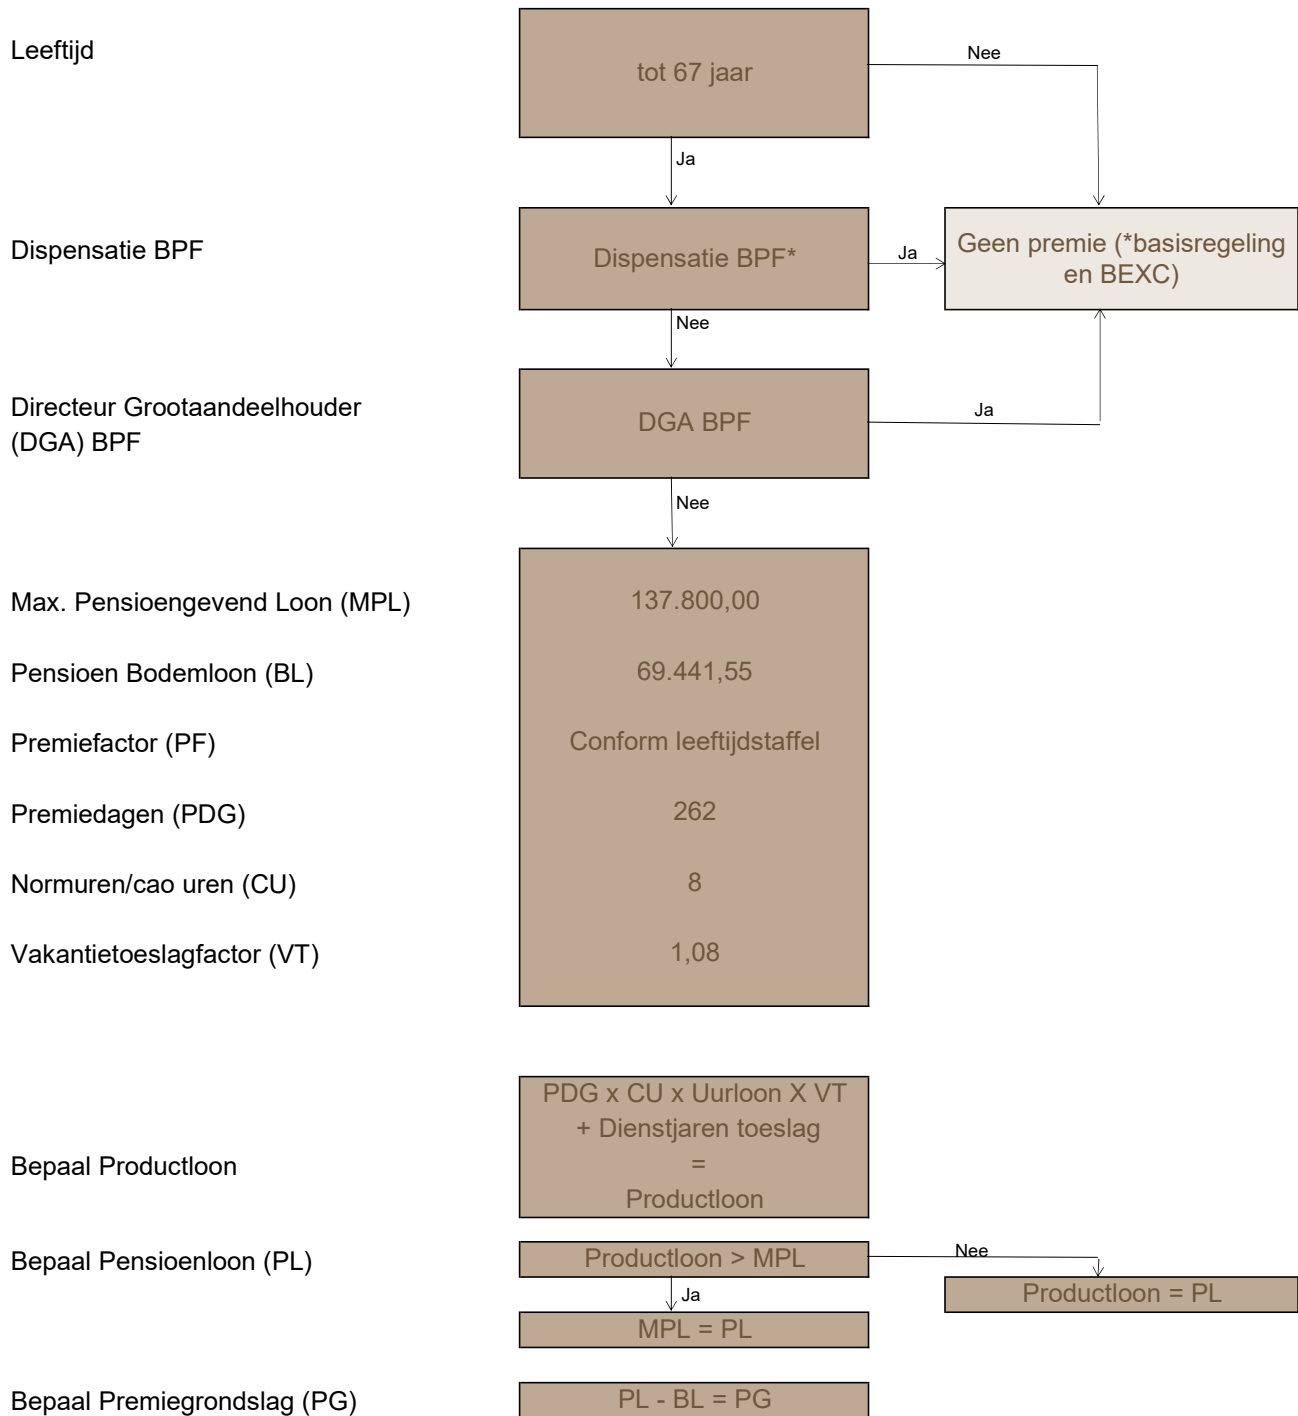 Leeftijd
tot 67 jaar
Nee
Ja
Dispensatie BPF
Dispensatie BPF*
Ja
Geen premie (*basisregeling
en BEXC)
Nee
Directeur Grootaandeelhouder
(DGA) BPF
DGA BPF
Ja
Nee
Max. Pensioengevend Loon (MPL)
137.800,00
Pensioen Bodemloon (BL)
69.441,55
Premiefactor (PF)
Conform leeftijdstaffel
Premiedagen (PDG)
262
Normuren/cao uren (CU)
8
Vakantietoeslagfactor (VT)
1,08
Bepaal Productloon
PDG x CU x Uurloon X VT
+ Dienstjaren toeslag
=
Productloon
Bepaal Pensioenloon (PL)
Productloon > MPL
Nee
Productloon = PL
Ja
MPL = PL
Bepaal Premiegrondslag (PG)
PL - BL = PG